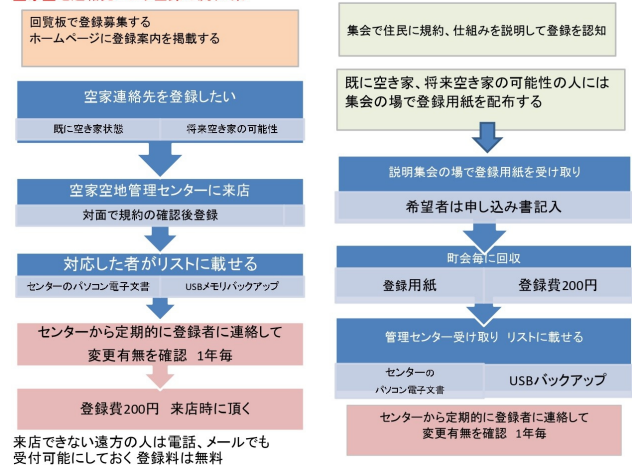 回覧板で登録募集する
ホームページに登録案内を掲載する
空家連絡先を登録したい
既に空き家状態
将来空き家の可能性
空家空地管理センターに来店
対面で規約の確認後登録
対応した者がリストに載せる
センターのパソコン電子文書
USBメモリバックアップ
センターから定期的に登録者に連絡して
変更有無を確認 1年毎
登録費200円 来店時に頂く
来店できない遠方の人は電話、メールでも
受付可能にしておく 登録料は無料
集会で住民に規約、仕組みを説明して登録を認知
既に空き家、将来空き家の可能性の人には
集会の場で登録用紙を配布する
説明集会の場で登録用紙を受け取り
希望者は申し込み書記入
町会毎に回収
登録用紙
登録費200円
管理センター受け取り リストに載せる
センターの
パソコン電子文書
USBバックアップ
センターから定期的に登録者に連絡して
変更有無を確認 1年毎